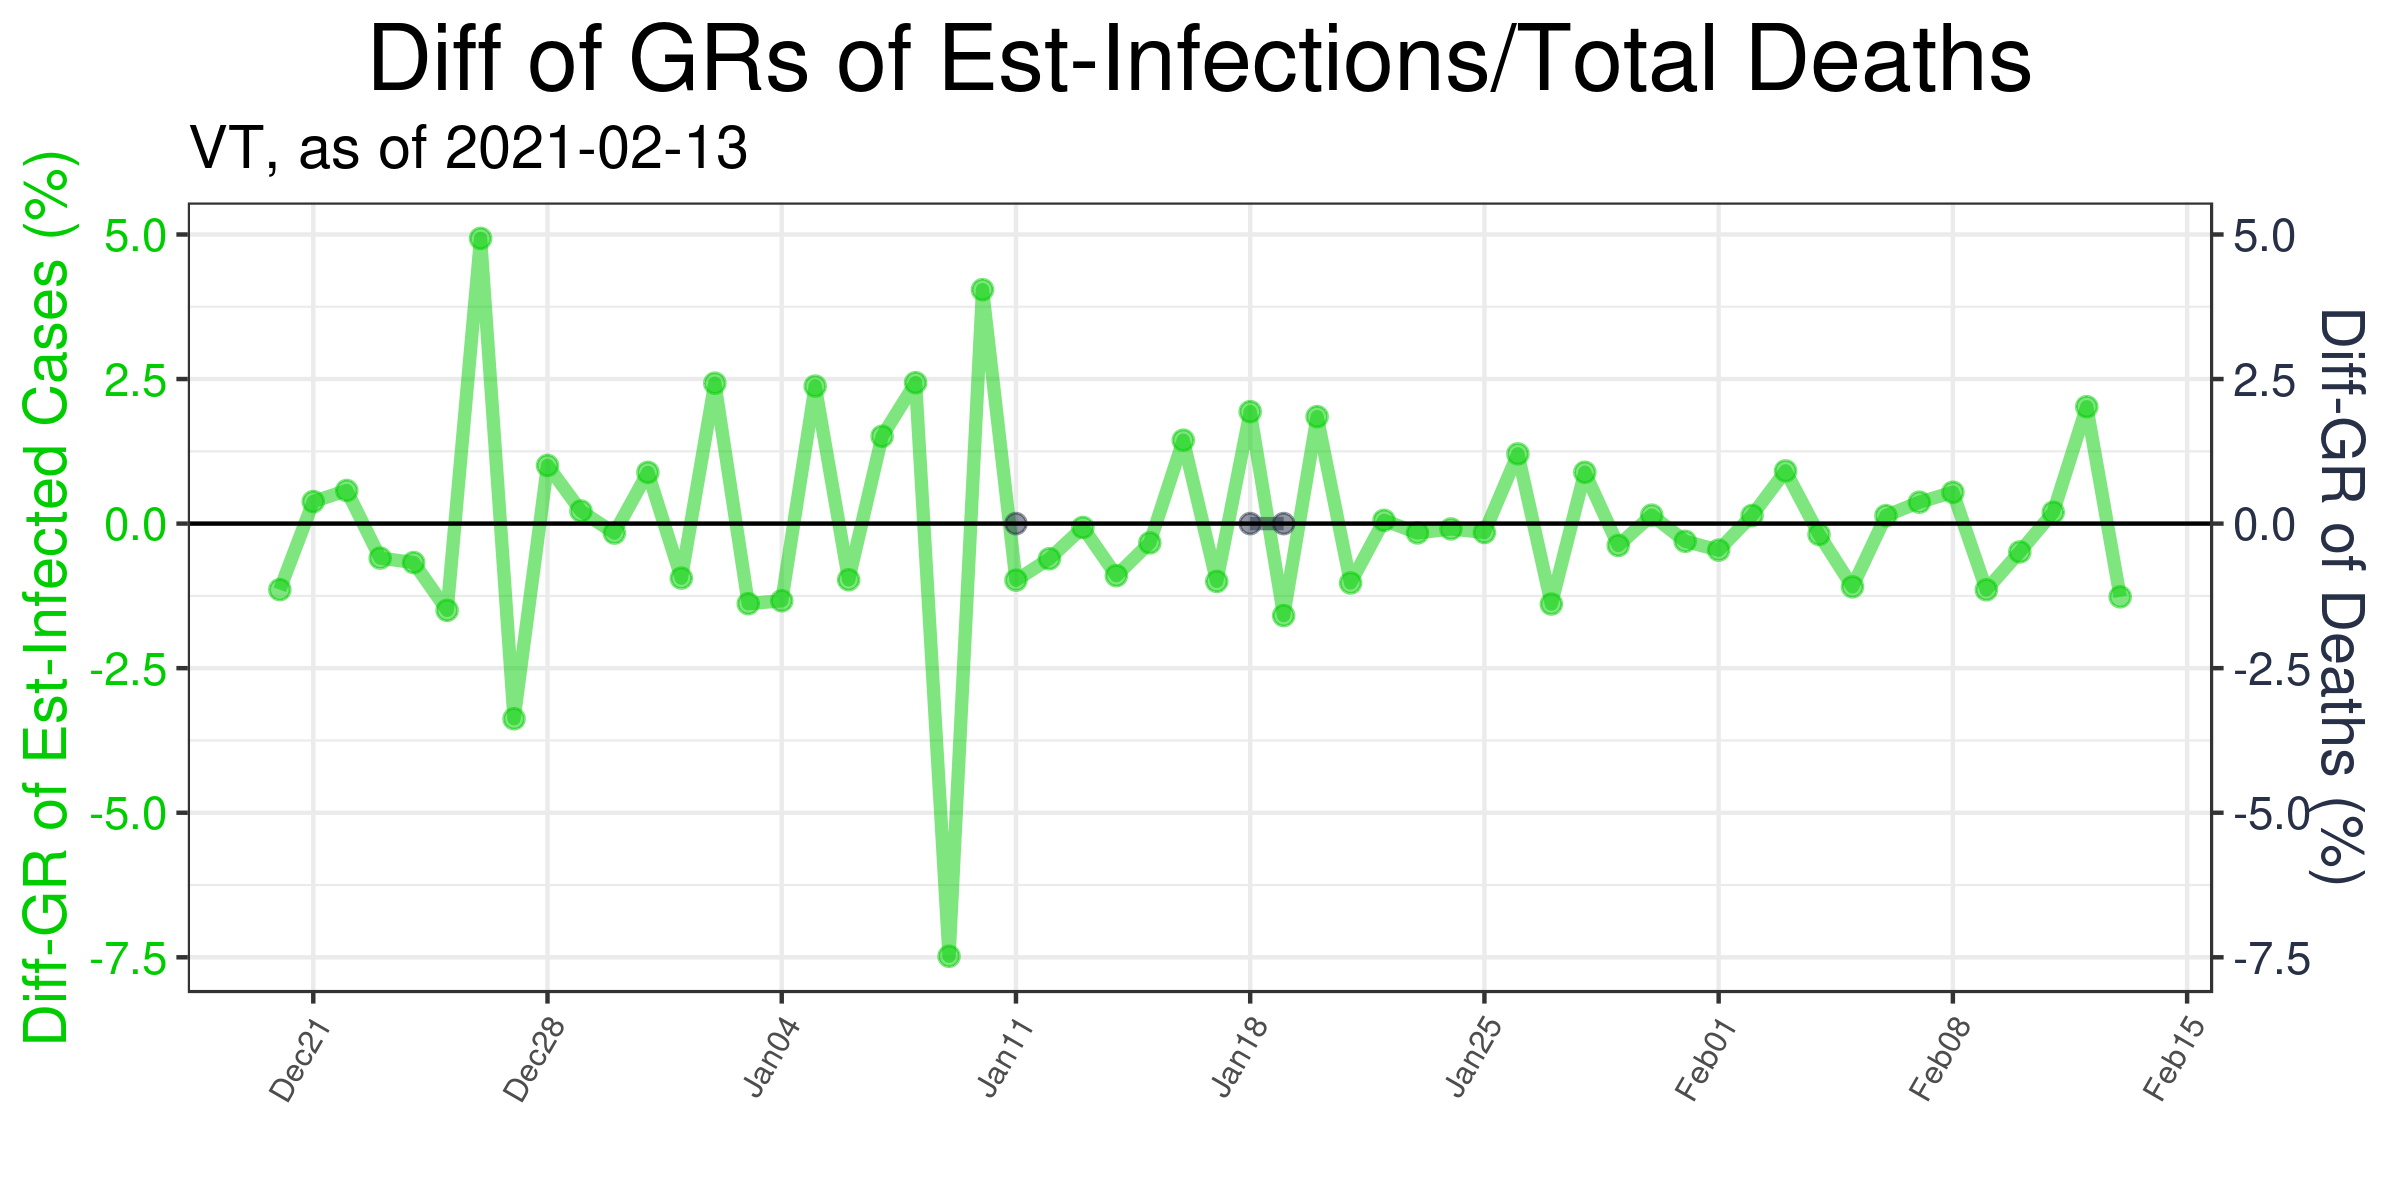 Diff of GRs of Est-Infections/Total Deaths
VT, as of 2021-02-13
Diff-GR of Est-Infected Cases (%)
5.0
2.5
0.0
-2.5
-5.0
-7.5
5.0
2.5
0.0
-2.5
-5.0
-7.5
Diff-GR of Deaths (%)
Dec21
Dec28
Jan04
Jan11
Jan18
Jan25
Feb01
Feb08
Feb15